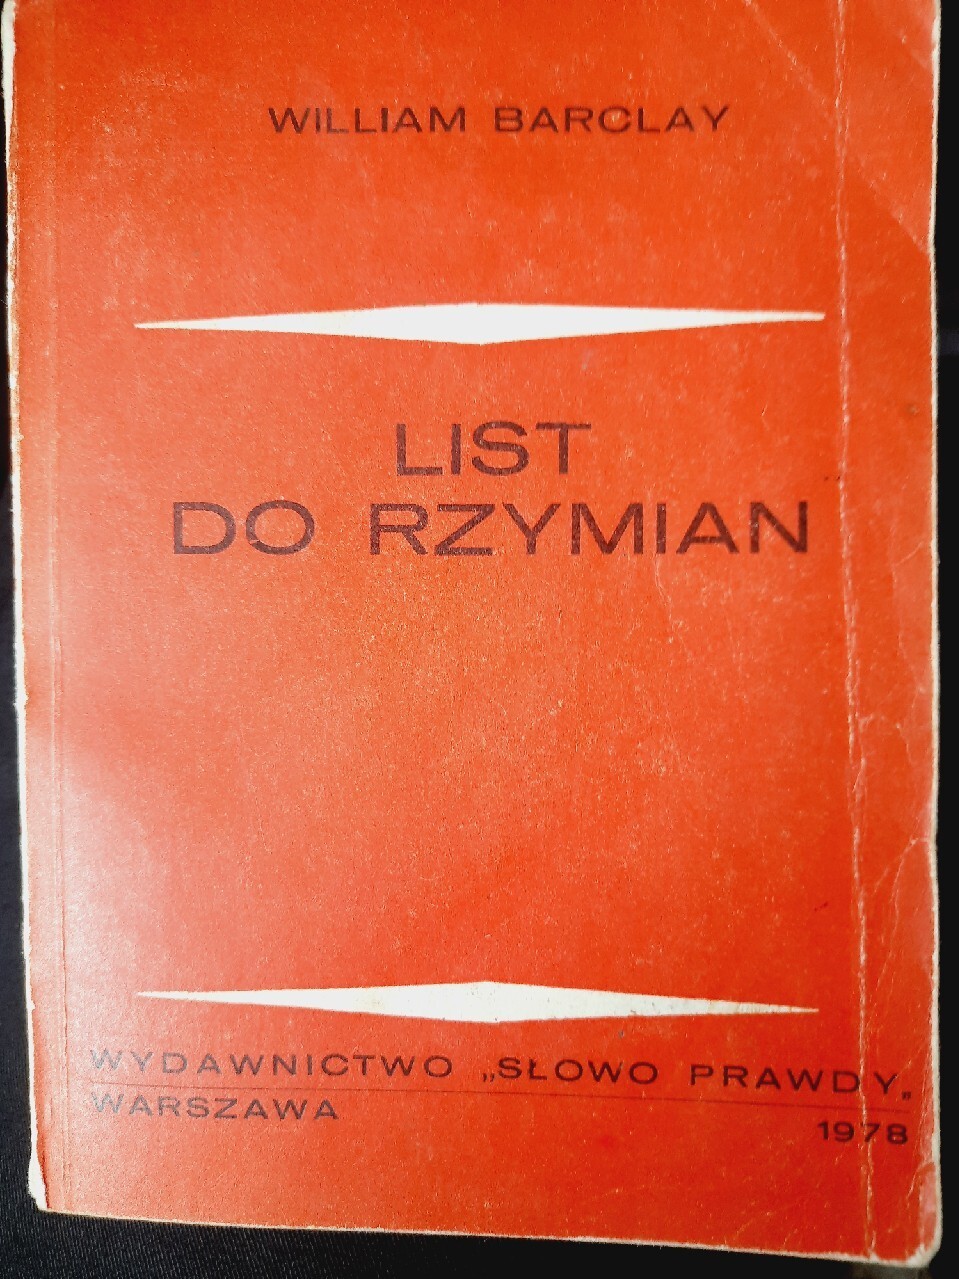 WILLIAM BARCLAY
LIST
DO RZYMIAN
WYDAWNICTWO „SŁOWO PRAWDY„
WARSZAWA
1978